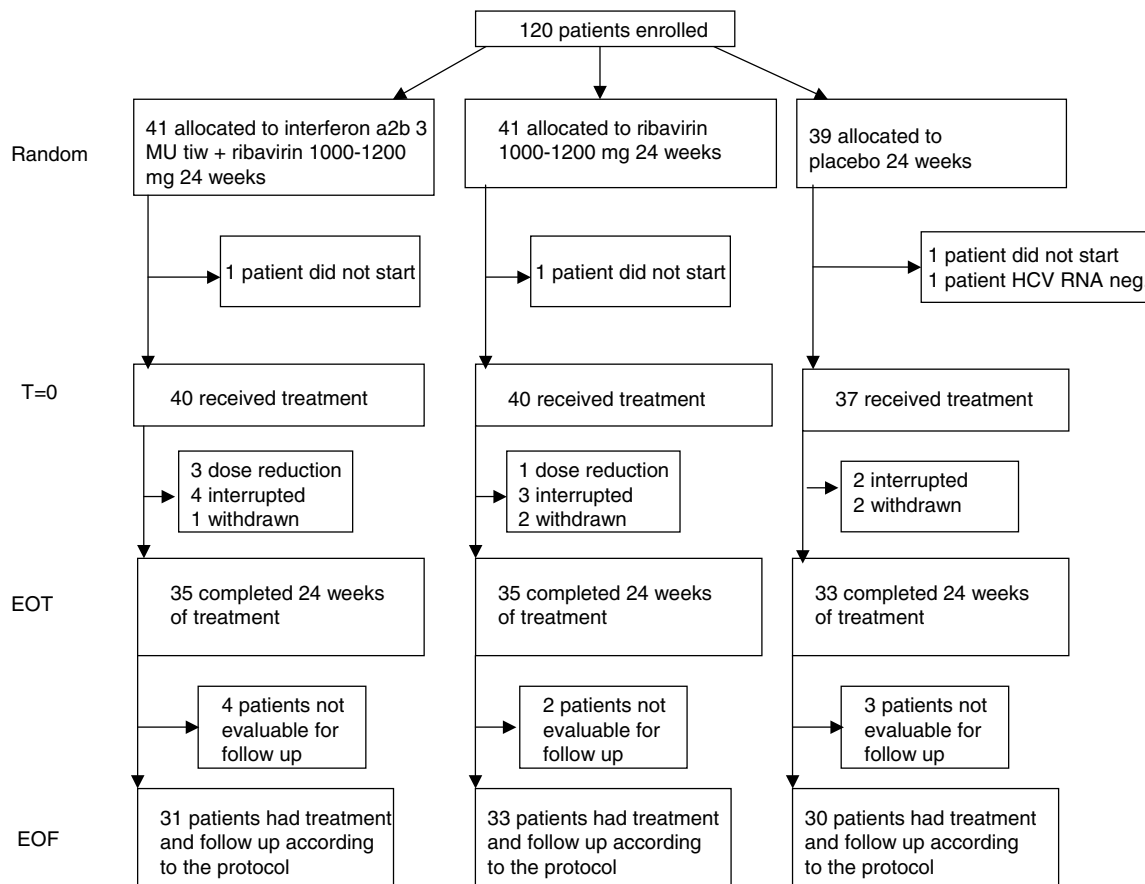 120 patients enrolled
Random
41 allocated to interferon a2b 3
MU tiw + ribavirin 1000-1200
mg 24 weeks
41 allocated to ribavirin
1000-1200 mg 24 weeks
39 allocated to
placebo 24 weeks
1 patient did not start
1 patient did not start
1 patient did not start
1 patient HCV RNA neg.
T=0
40 received treatment
40 received treatment
37 received treatment
3 dose reduction
4 interrupted
1 withdrawn
1 dose reduction
3 interrupted
2 withdrawn
2 interrupted
2 withdrawn
EOT
35 completed 24 weeks
of treatment
35 completed 24 weeks
of treatment
33 completed 24 weeks
of treatment
4 patients not
evaluable for
follow up
2 patients not
evaluable for
follow up
3 patients not
evaluable for
follow up
EOF
31 patients had treatment
and follow up according
to the protocol
33 patients had treatment
and follow up according
to the protocol
30 patients had treatment
and follow up according
to the protocol